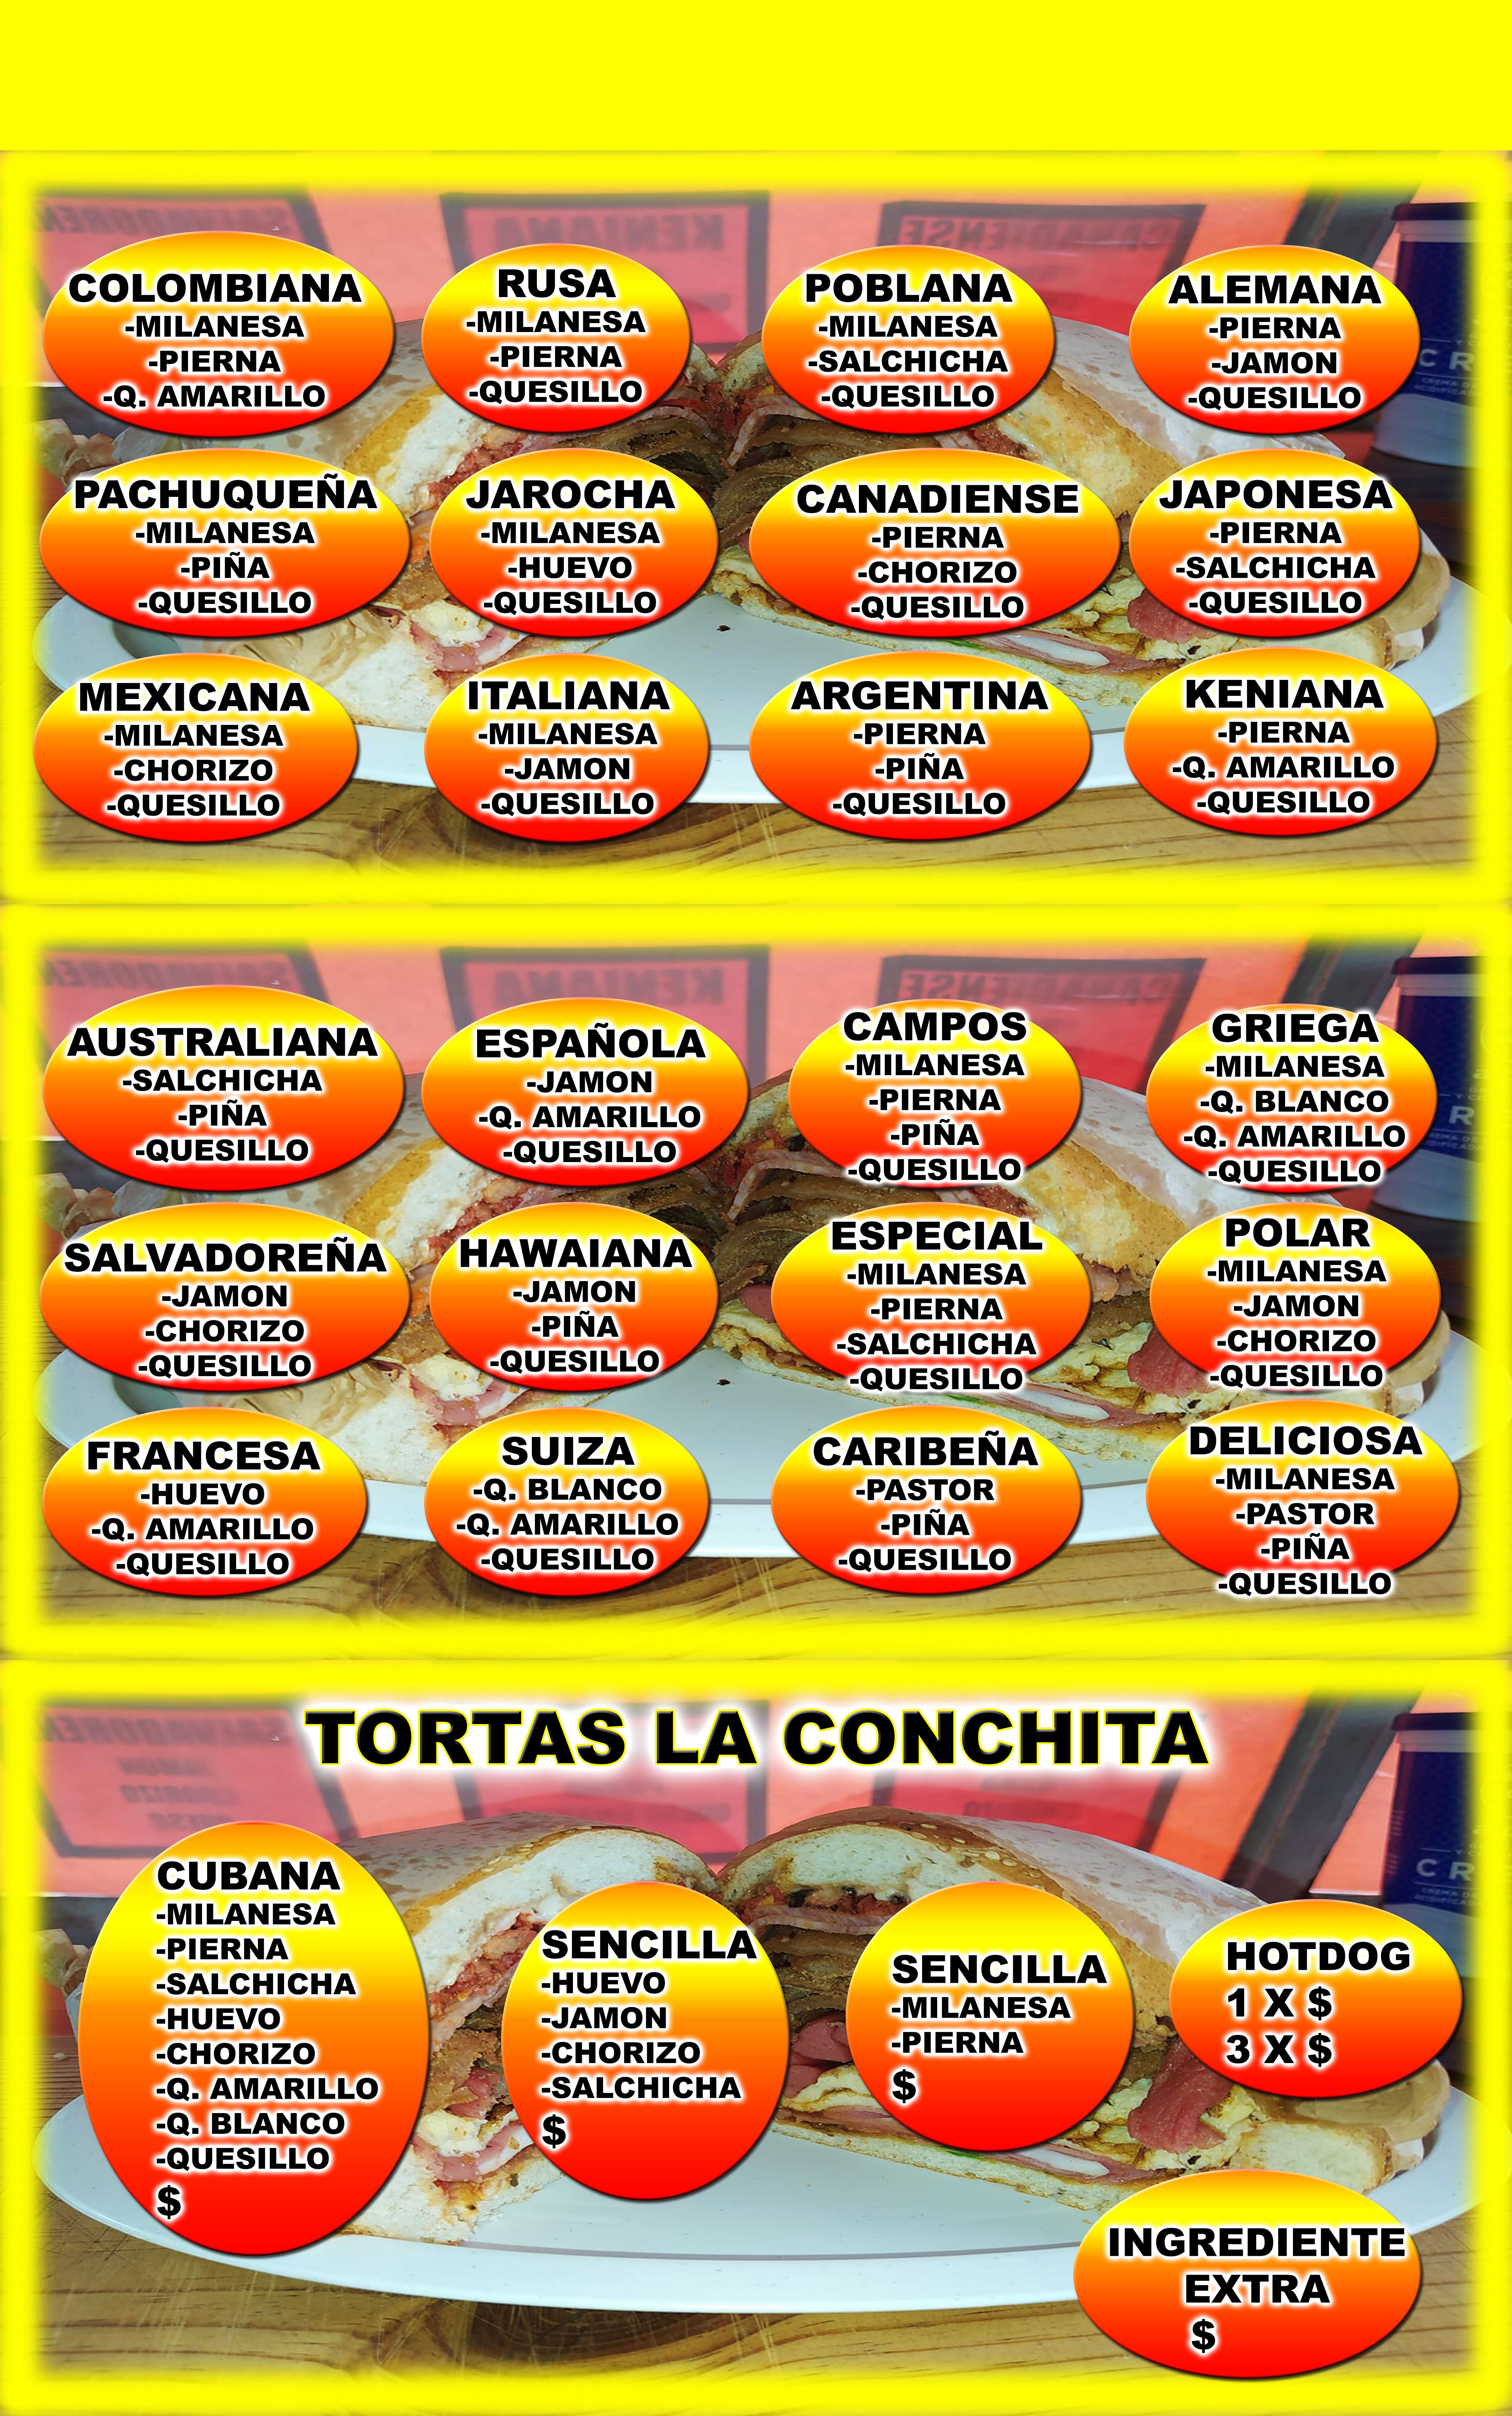 COLOMBIANA
-MILANESA
-PIERNA
-Q. AMARILLO
RUSA
-MILANESA
-PIERNA
-QUESILLO
POBLANA
-MILANESA
-SALCHICHA
-QUESILLO
ALEMANA
-PIERNA
-JAMON
-QUESILLO
PACHUQUEÑA
-MILANESA
-PIÑA
-QUESILLO
JAROCHA
-MILANESA
-HUEVO
-QUESILLO
CANADIENSE
-PIERNA
-CHORIZO
-QUESILLO
JAPONESA
-PIERNA
-SALCHICHA
-QUESILLO
MEXICANA
-MILANESA
-CHORIZO
-QUESILLO
ITALIANA
-MILANESA
-JAMON
-QUESILLO
ARGENTINA
-PIERNA
-PIÑA
-QUESILLO
KENIANA
-PIERNA
-Q. AMARILLO
-QUESILLO
AUSTRALIANA
-SALCHICHA
-PIÑA
-QUESILLO
ESPAÑOLA
-JAMON
-Q. AMARILLO
-QUESILLO
CAMPOS
-MILANESA
-PIERNA
-PIÑA
-QUESILLO
GRIEGA
-MILANESA
-Q. BLANCO
-Q. AMARILLO
-QUESILLO
SALVADOREÑA
-JAMON
-CHORIZO
-QUESILLO
HAWAIANA
-JAMON
-PIÑA
-QUESILLO
ESPECIAL
-MILANESA
-PIERNA
-SALCHICHA
-QUESILLO
POLAR
-MILANESA
-JAMON
-CHORIZO
-QUESILLO
FRANCESA
-HUEVO
-Q. AMARILLO
-QUESILLO
SUIZA
-Q. BLANCO
-Q. AMARILLO
-QUESILLO
CARIBEÑA
-PASTOR
-PIÑA
-QUESILLO
DELICIOSA
-MILANESA
-PASTOR
-PIÑA
-QUESILLO
TORTAS LA CONCHITA
CUBANA
-MILANESA
-PIERNA
-SALCHICHA
-HUEVO
-CHORIZO
-Q. AMARILLO
-Q. BLANCO
-QUESILLO
$
SENCILLA
-HUEVO
-JAMON
-CHORIZO
-SALCHICHA
$
SENCILLA
-MILANESA
-PIERNA
$
HOTDOG
1 X $
3 X $
INGREDIENTE
EXTRA
$